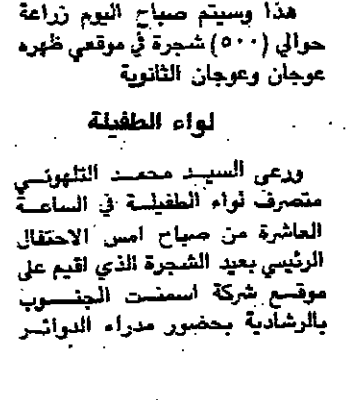 هذا وسيتم صباح اليوم زراعة
حوالي (٥٠٠) شجرة في موقعي ظهره
عوجان وعوجان الثانوية
لواء الطفيلة
ورعى السيد محمد التلهوني
متصرف لواء الطفيلة في الساعة
العاشرة من صباح امس الاحتفال
الرئيسي بعيد الشجرة الذي اقيم على
موقع شركة اسمنت الجنوب
بالرشادية بحضور مدراء الدوائر